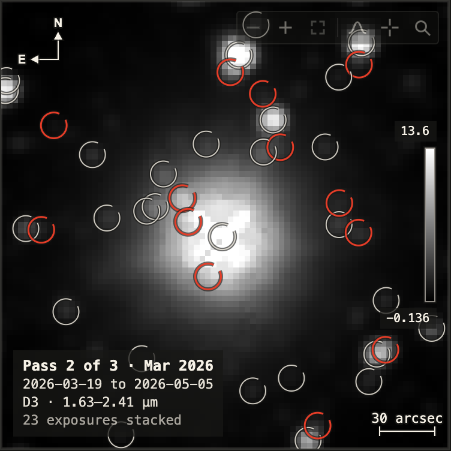 N
E
13.6
-0.136
Pass 2 of 3 · Mar 2026
2026-03-19 to 2026-05-05
D3 · 1.63–2.41 μm
23 exposures stacked
30 arcsec